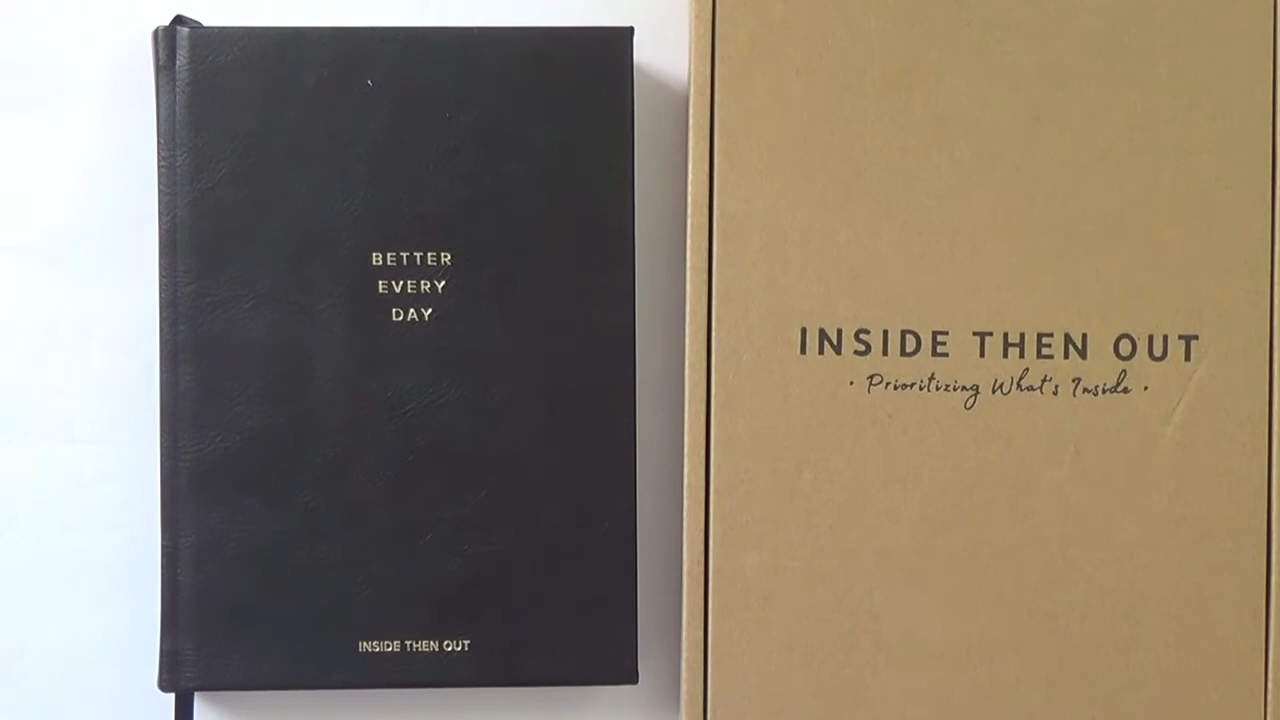 BETTER
EVERY
DAY
INSIDE THEN OUT
INSIDE THEN OUT
· Prioritizing What's Inside ·